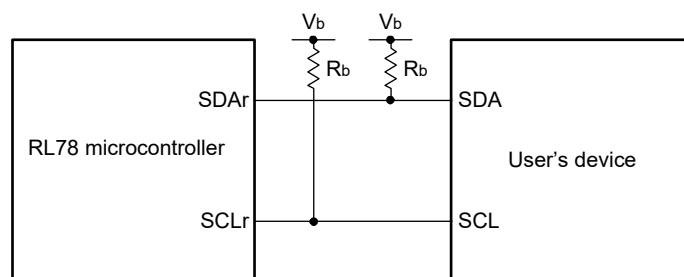 Vb Vb
Rb Rb
SDAr SDA
RL78 microcontroller User's device
SCLr SCL